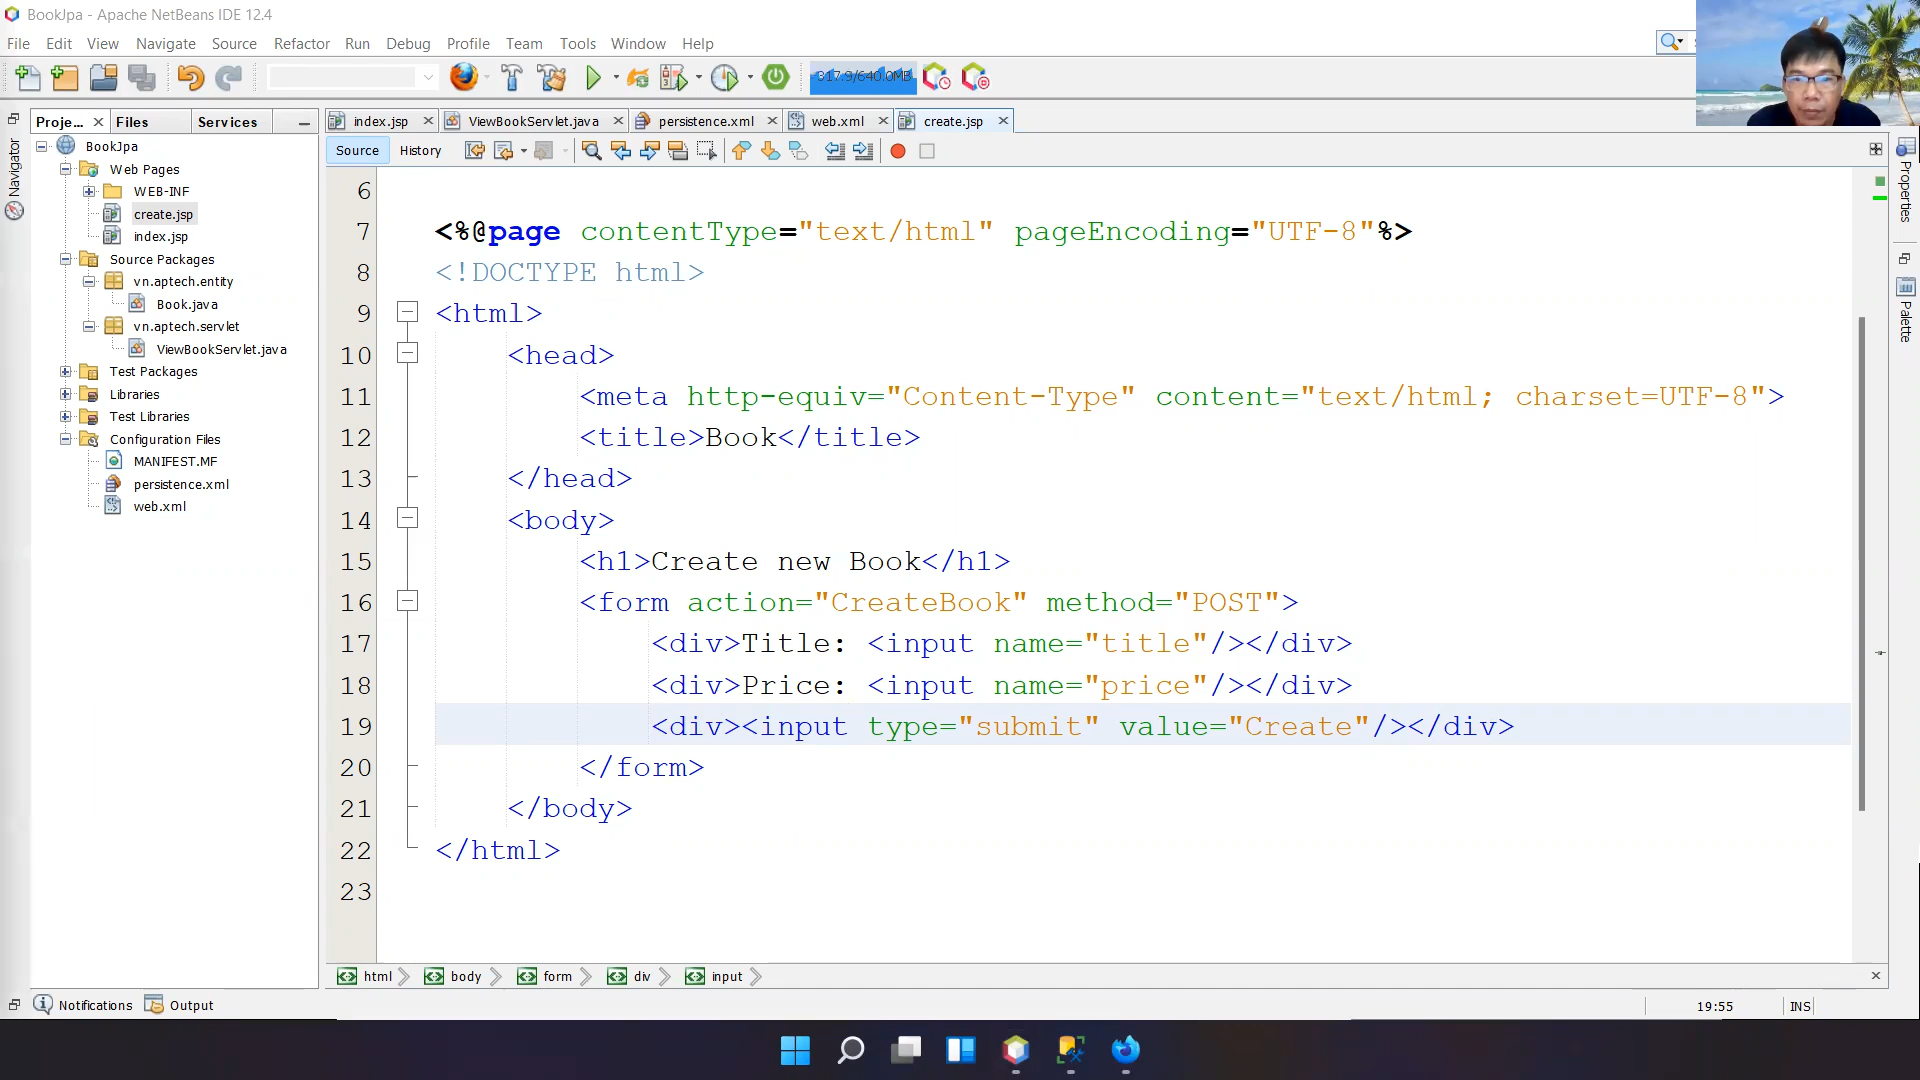 BookJpa - Apache NetBeans IDE 12.4
File Edit View Navigate Source Refactor Run Debug Profile Team Tools Window Help
317.9/640.0MB
Proje... Files Services
index.jsp ViewBookServlet.java persistence.xml web.xml create.jsp
Source History
Navigator
Properties
Palette
BookJpa
Web Pages
WEB-INF
create.jsp
index.jsp
Source Packages
vn.aptech.entity
Book.java
vn.aptech.servlet
ViewBookServlet.java
Test Packages
Libraries
Test Libraries
Configuration Files
MANIFEST.MF
persistence.xml
web.xml
6
7 <%@page contentType="text/html" pageEncoding="UTF-8"%>
8 <!DOCTYPE html>
9 <html>
10 <head>
11 <meta http-equiv="Content-Type" content="text/html; charset=UTF-8">
12 <title>Book</title>
13 </head>
14 <body>
15 <h1>Create new Book</h1>
16 <form action="CreateBook" method="POST">
17 <div>Title: <input name="title"/></div>
18 <div>Price: <input name="price"/></div>
19 <div><input type="submit" value="Create"/></div>
20 </form>
21 </body>
22 </html>
23
html body form div input
Notifications Output
19:55 INS